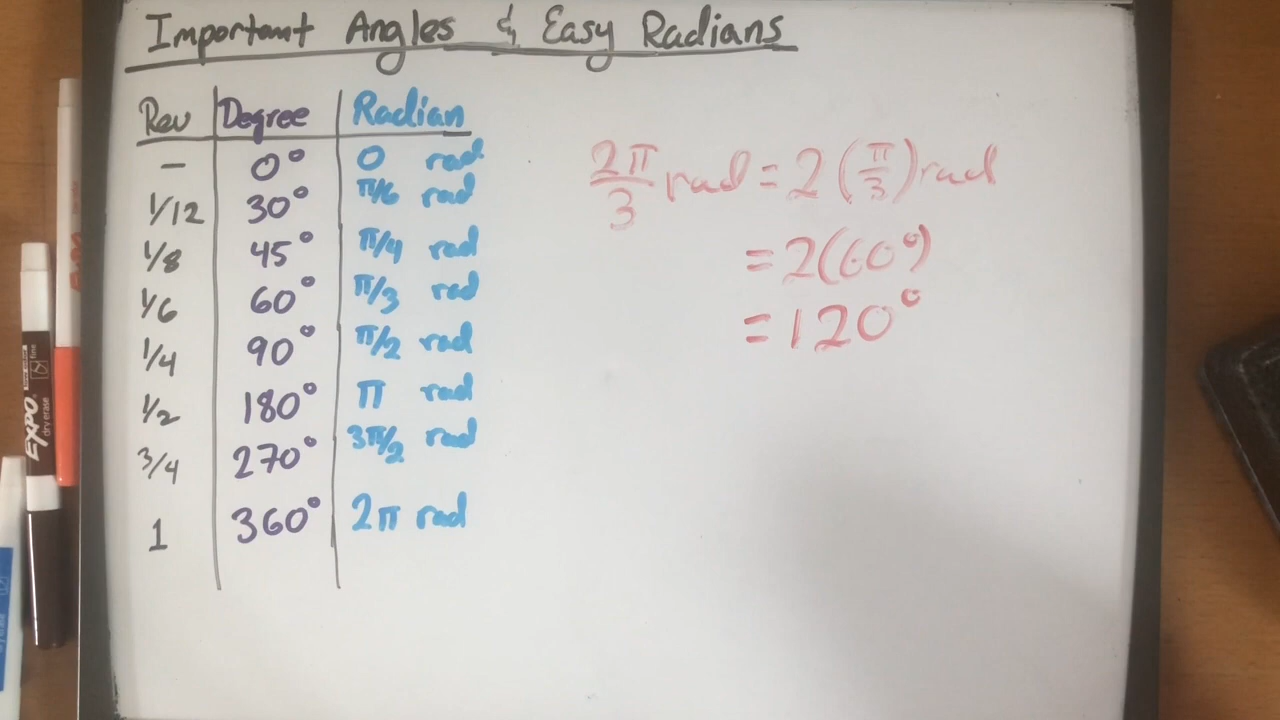 Important Angles & Easy Radians
Rev Degree Radian
– 0° 0 rad
1/12 30° π/6 rad
1/8 45° π/4 rad
1/6 60° π/3 rad
1/4 90° π/2 rad
1/2 180° π rad
3/4 270° 3π/2 rad
1 360° 2π rad
2π/3 rad = 2(π/3) rad
= 2(60°)
= 120°
EXPO
dry erase
fine